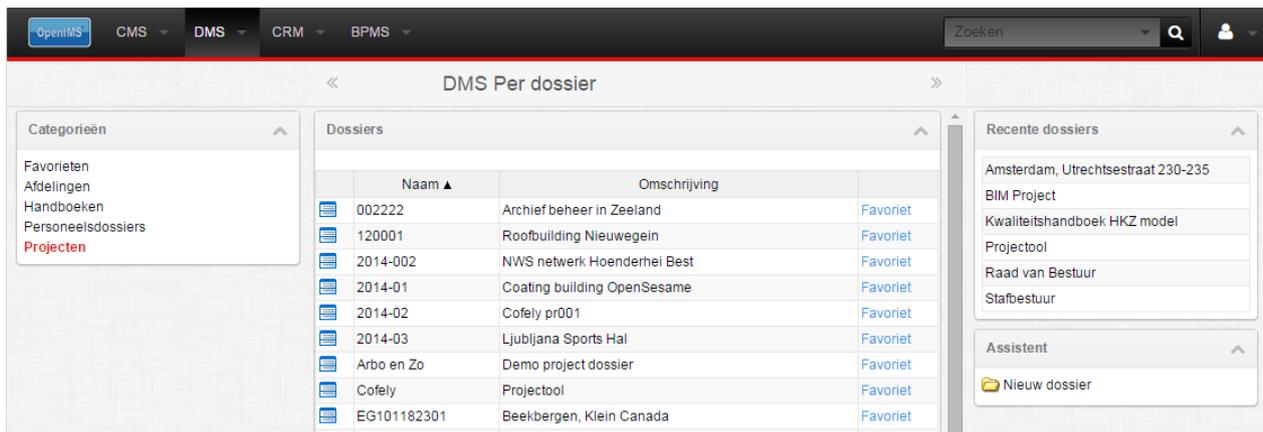 OpenIMS CMS DMS CRM BPMS Zoeken
DMS Per dossier
Categorieën
Favorieten
Afdelingen
Handboeken
Personeelsdossiers
Projecten
Dossiers
Naam ▲ Omschrijving
002222 Archief beheer in Zeeland Favoriet
120001 Roofbuilding Nieuwegein Favoriet
2014-002 NWS netwerk Hoenderhei Best Favoriet
2014-01 Coating building OpenSesame Favoriet
2014-02 Cofely pr001 Favoriet
2014-03 Ljubljana Sports Hal Favoriet
Arbo en Zo Demo project dossier Favoriet
Cofely Projectool Favoriet
EG101182301 Beekbergen, Klein Canada Favoriet
Recente dossiers
Amsterdam, Utrechtsestraat 230-235
BIM Project
Kwaliteitshandboek HKZ model
Projectool
Raad van Bestuur
Stafbestuur
Assistent
Nieuw dossier